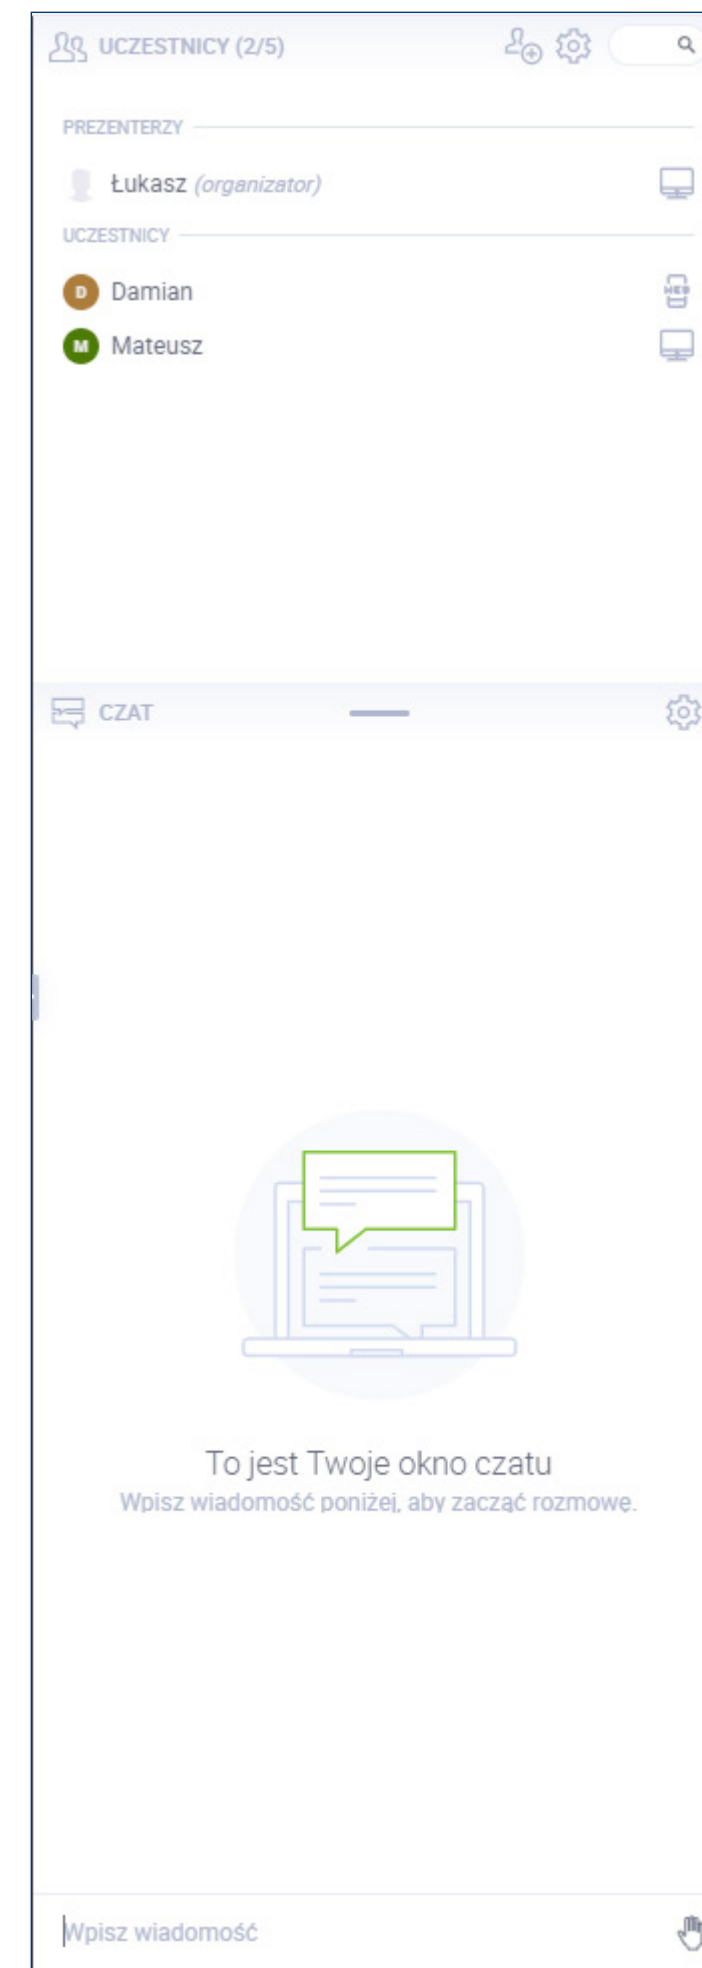 UCZESTNICY (2/5)
PREZENTERZY
Łukasz (organizator)
UCZESTNICY
D Damian
WEB
M Mateusz
CZAT
To jest Twoje okno czatu
Wpisz wiadomość poniżej, aby zacząć rozmowę.
Wpisz wiadomość